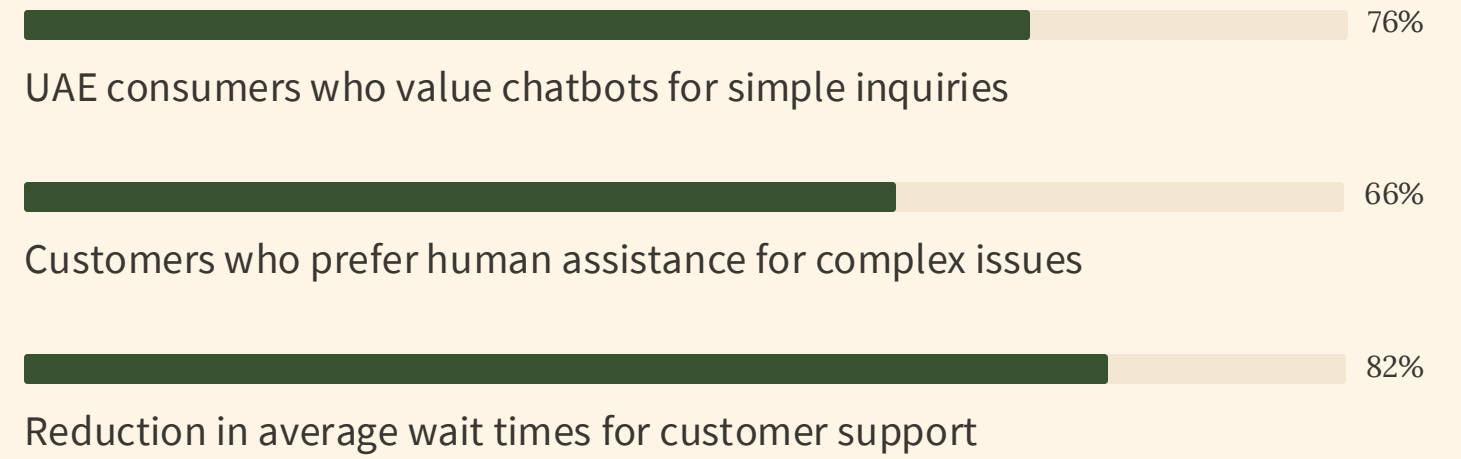 76%
UAE consumers who value chatbots for simple inquiries
66%
Customers who prefer human assistance for complex issues
82%
Reduction in average wait times for customer support